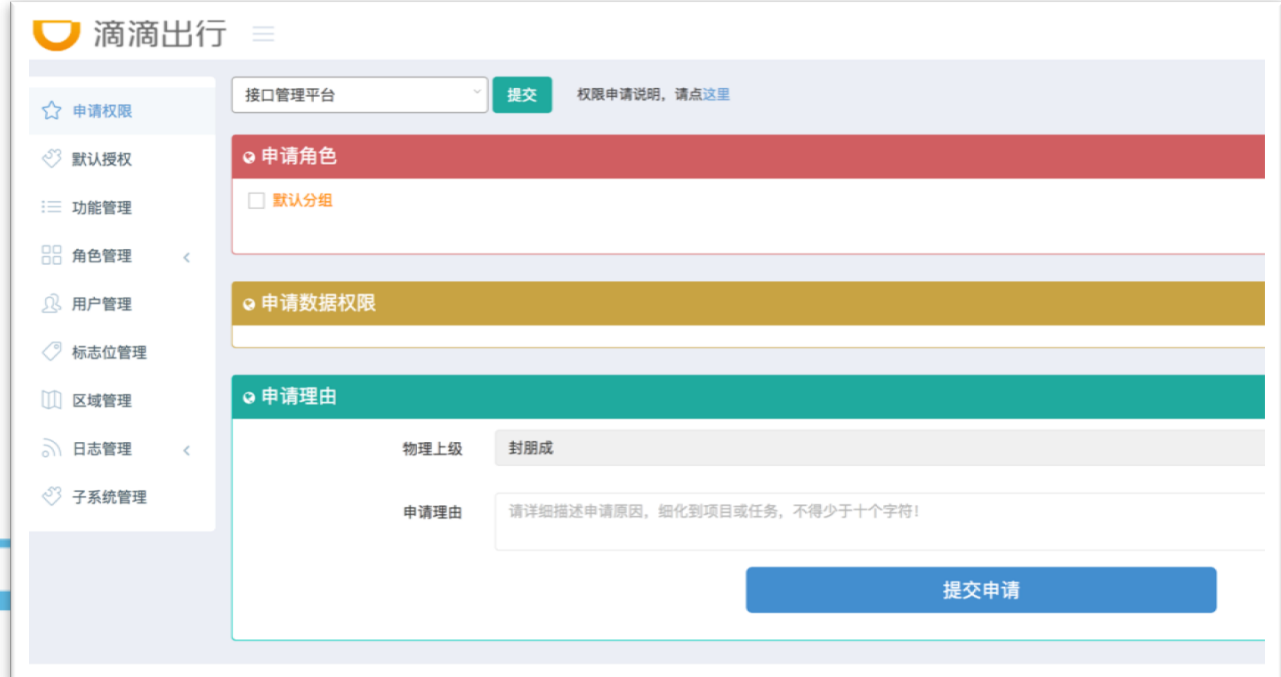 滴滴出行
接口管理平台
提交
权限申请说明，请点这里
申请权限
默认授权
功能管理
角色管理
用户管理
标志位管理
区域管理
日志管理
子系统管理
申请角色
默认分组
申请数据权限
申请理由
物理上级
封朋成
申请理由
请详细描述申请原因，细化到项目或任务，不得少于十个字符！
提交申请